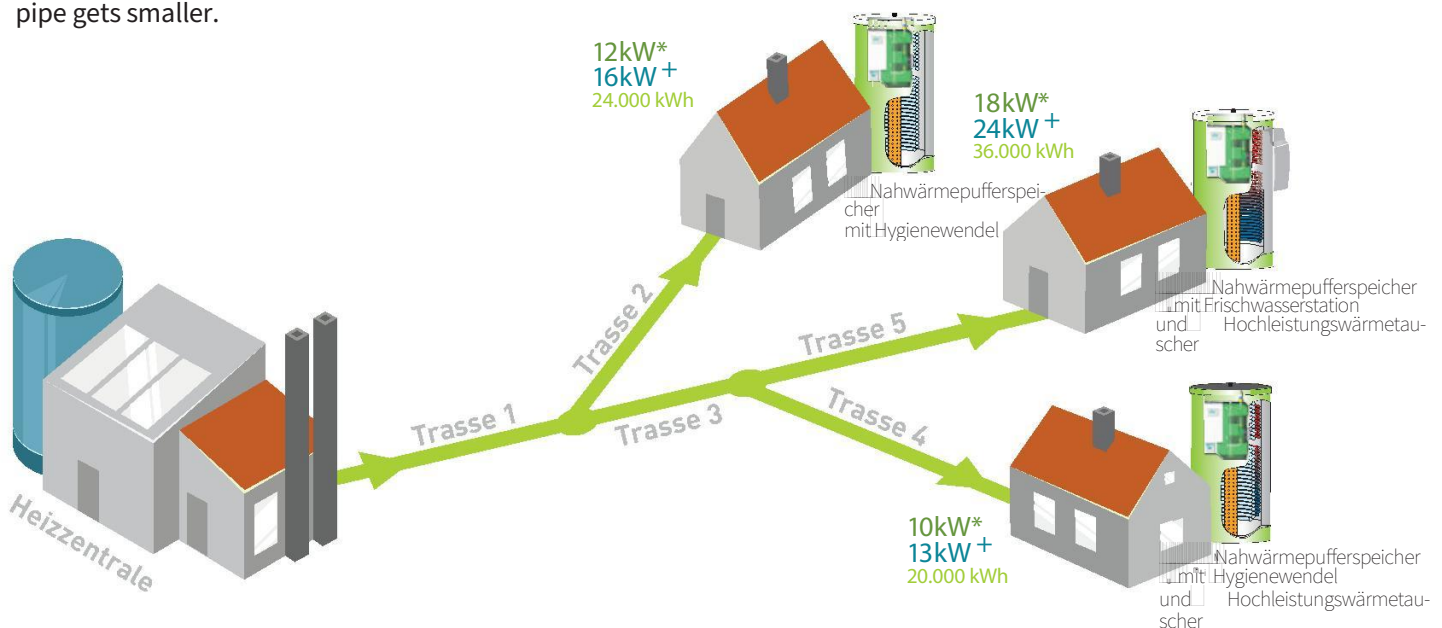 pipe gets smaller.
12kW*
16kW +
24.000 kWh
Nahwärmepufferspei-
cher
mit Hygienewendel
18kW*
24kW +
36.000 kWh
Nahwärmepufferspeicher
mit Frischwasserstation
und Hochleistungswärmetau-
scher
Trasse 2
Trasse 5
Trasse 1
Trasse 3
Trasse 4
Heizzentrale
10kW*
13kW +
20.000 kWh
Nahwärmepufferspeicher
mit Hygienewendel
und Hochleistungswärmetau-
scher